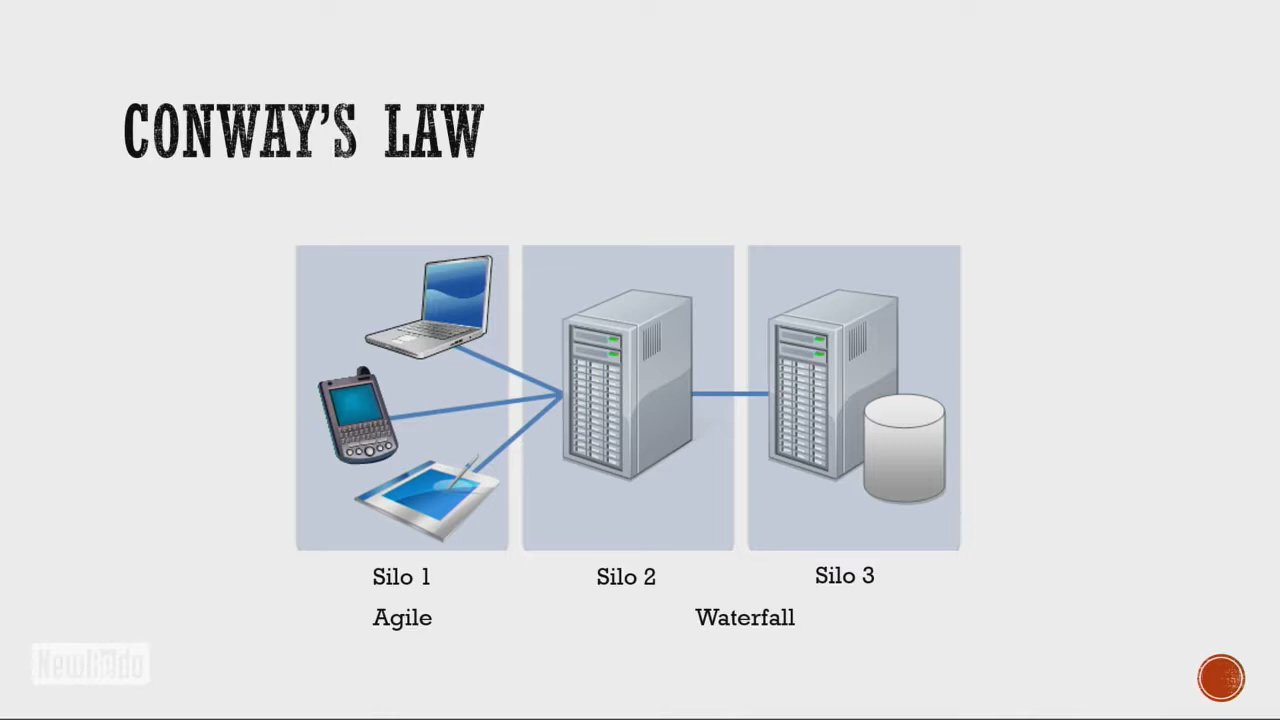 CONWAY'S LAW
Silo 1
Silo 2
Silo 3
Agile
Waterfall